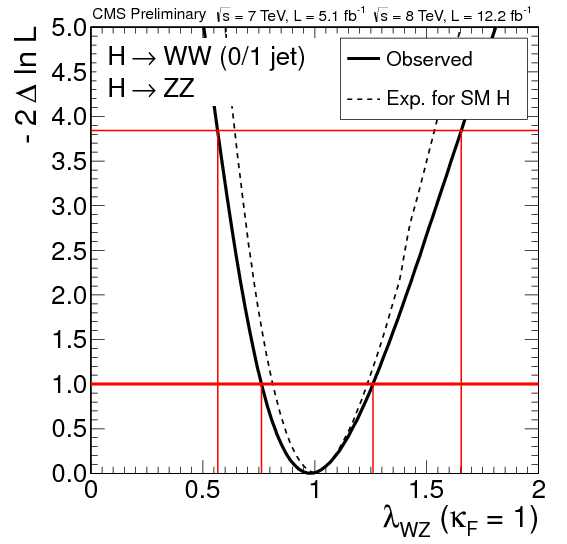 CMS Preliminary √s = 7 TeV, L = 5.1 fb⁻¹ √s = 8 TeV, L = 12.2 fb⁻¹
- 2 Δ ln L
H → WW (0/1 jet)
H → ZZ
Observed
Exp. for SM H
5.0
4.5
4.0
3.5
3.0
2.5
2.0
1.5
1.0
0.5
0.0
0 0.5 1 1.5 2
λ_WZ (κ_F = 1)